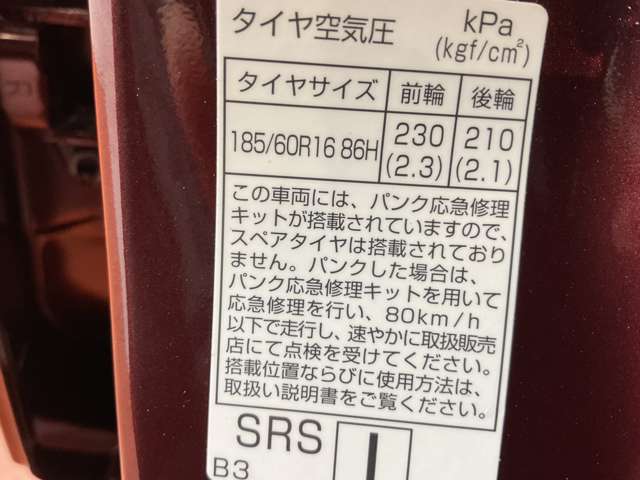 タイヤ空気圧 kPa
(kgf/cm²)
タイヤサイズ 前輪 後輪
185/60R16 86H 230 210
(2.3) (2.1)
この車両には、パンク応急修理
キットが搭載されていますので、
スペアタイヤは搭載されており
ません。パンクした場合は、
パンク応急修理キットを用いて
応急修理を行い、80km/h
以下で走行し、速やかに取扱販売
店にて点検を受けてください。
搭載位置ならびに使用方法は、
取扱い説明書をご覧ください。
SRS
B3